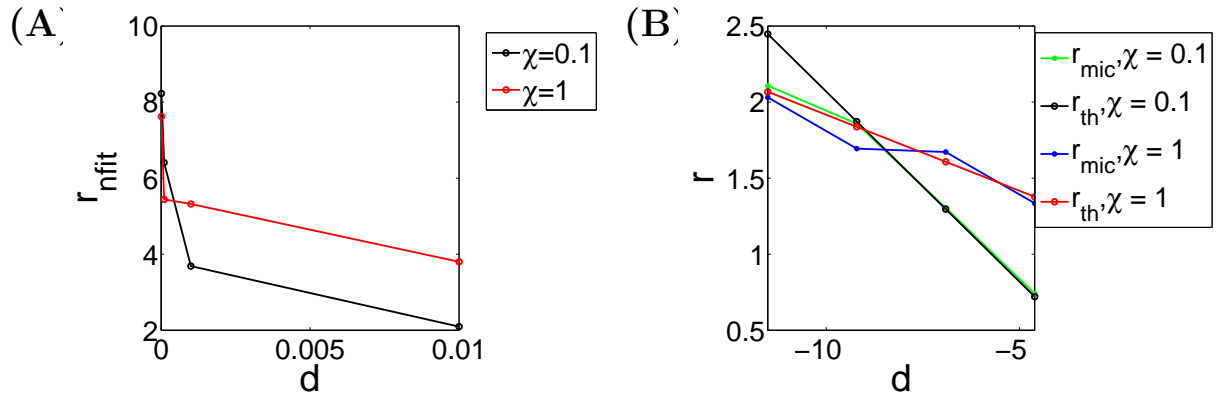 (A)
10
8
6
4
2
r_nfit
0
0.005
0.01
d
χ=0.1
χ=1
(B)
2.5
2
1.5
1
0.5
r
−10
−5
d
r_mic,χ = 0.1
r_th,χ = 0.1
r_mic,χ = 1
r_th,χ = 1